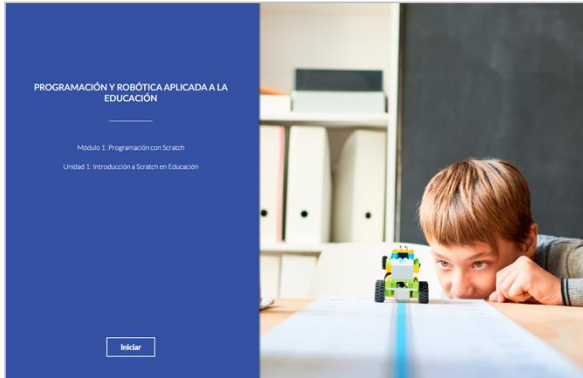 PROGRAMACIÓN Y ROBÓTICA APLICADA A LA
EDUCACIÓN
Módulo 1: Programación con Scratch
Unidad 1: Introducción a Scratch en Educación
Iniciar